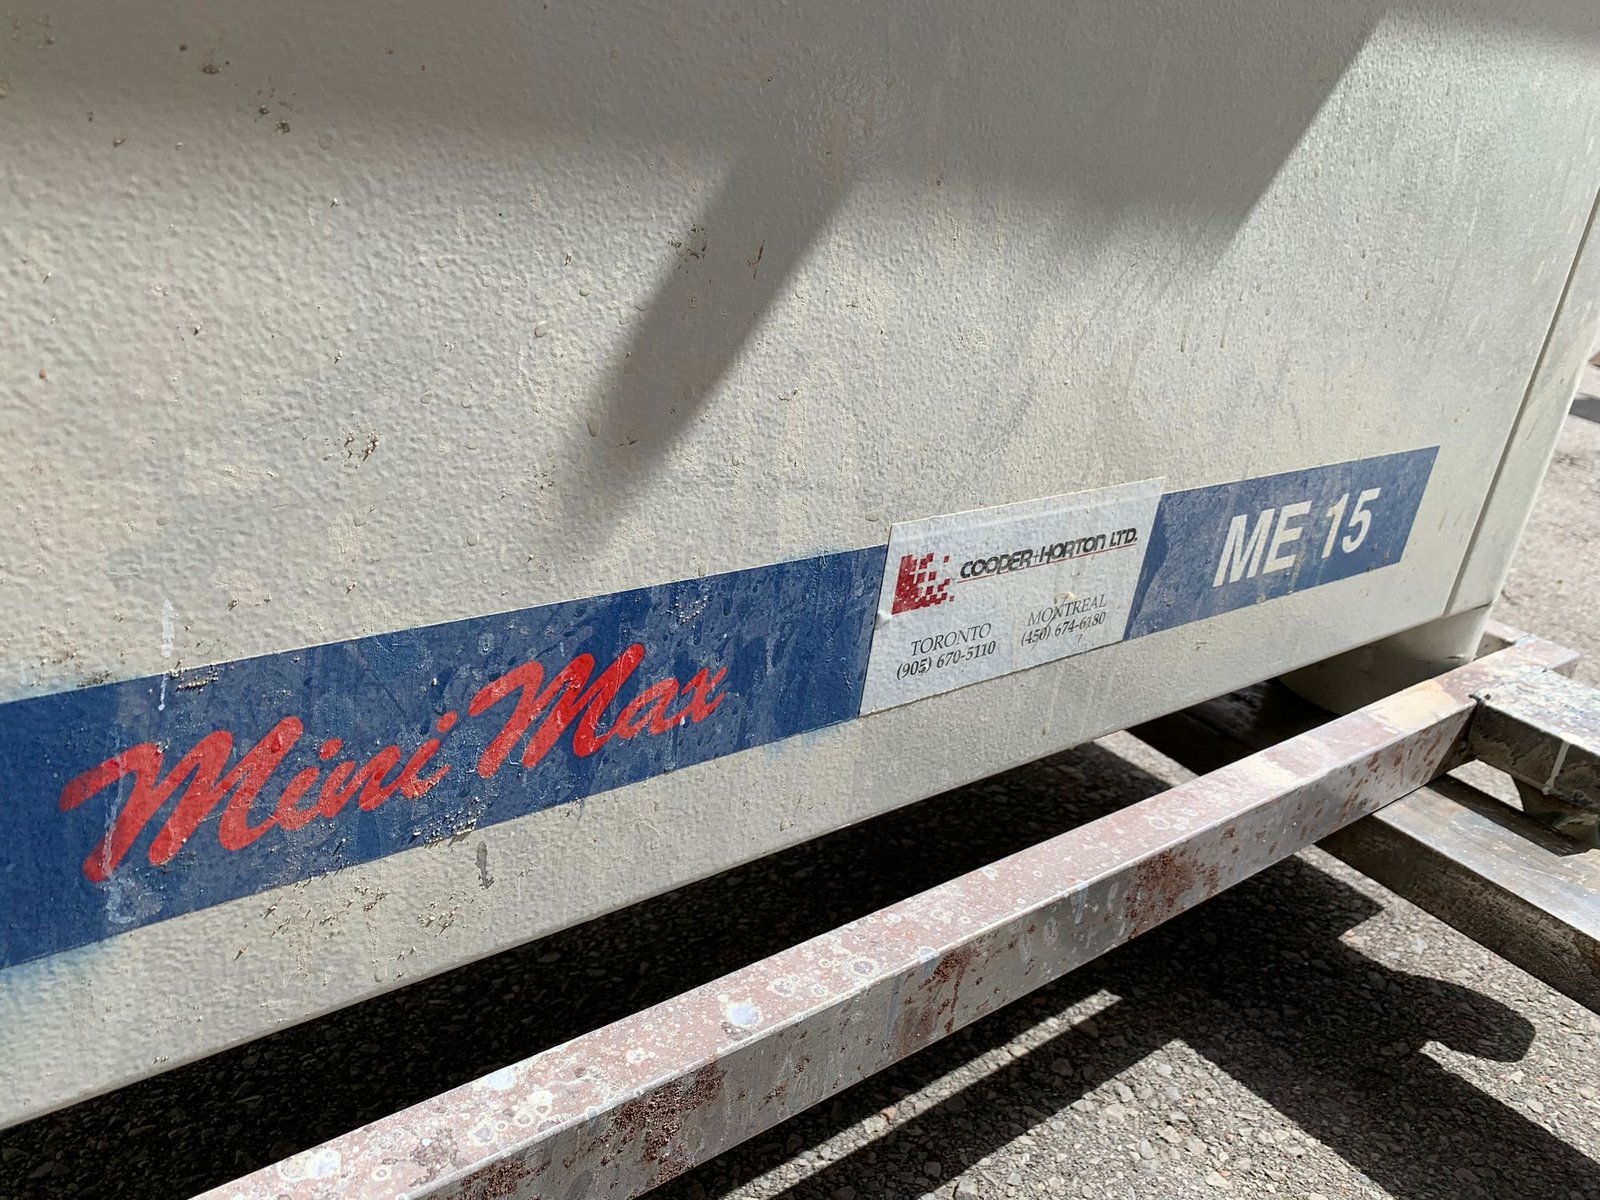 Mini Max
COOPER+HORTON LTD.
TORONTO
(905) 670-5110
MONTREAL
(450) 674-6180
ME 15